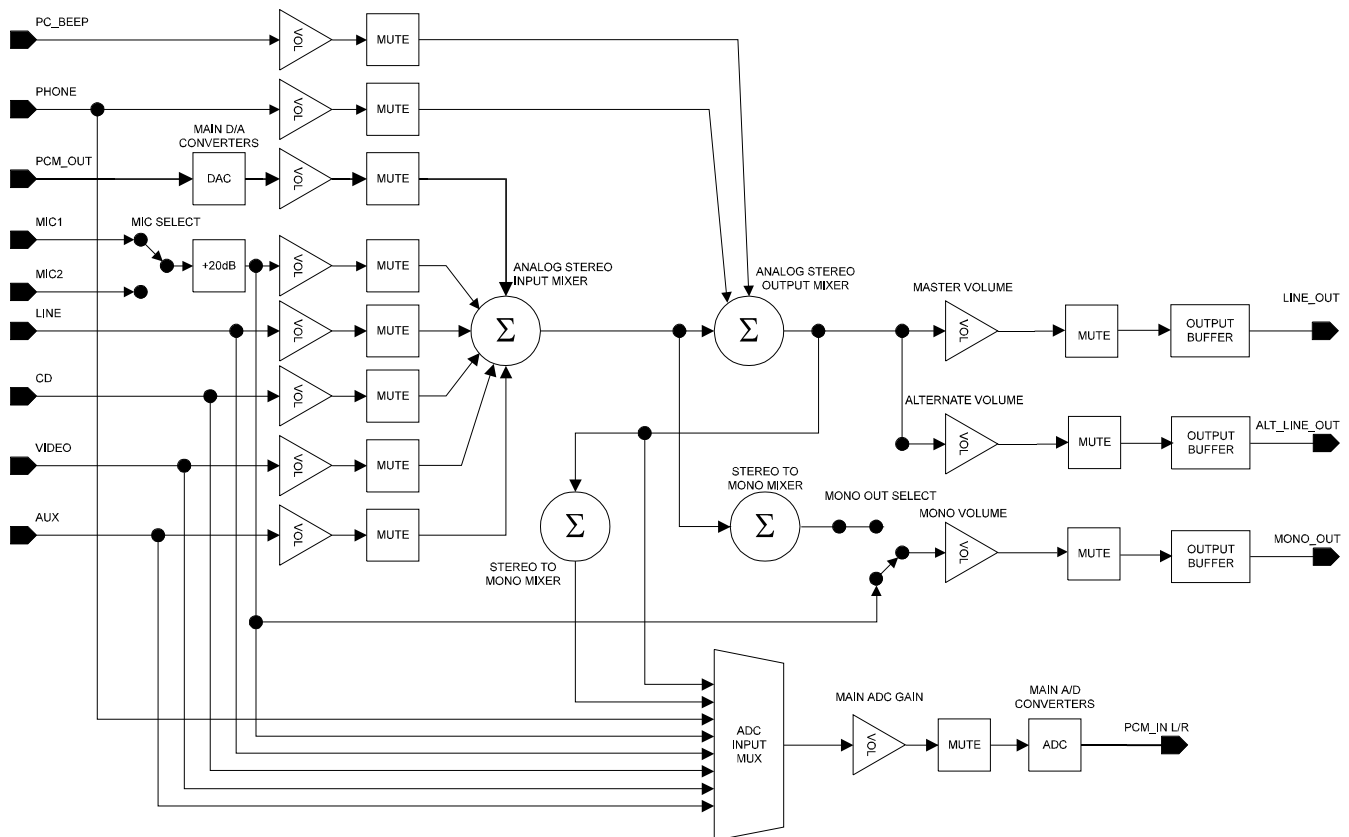 PC_BEEP
VOL
MUTE
PHONE
VOL
MUTE
MAIN D/A
CONVERTERS
PCM_OUT
DAC
VOL
MUTE
MIC1
MIC SELECT
MIC2
+20dB
VOL
MUTE
ANALOG STEREO
INPUT MIXER
Σ
ANALOG STEREO
OUTPUT MIXER
Σ
LINE
VOL
MUTE
CD
VOL
MUTE
VIDEO
VOL
MUTE
AUX
VOL
MUTE
MASTER VOLUME
VOL
MUTE
OUTPUT
BUFFER
LINE_OUT
ALTERNATE VOLUME
VOL
MUTE
OUTPUT
BUFFER
ALT_LINE_OUT
STEREO TO
MONO MIXER
Σ
MONO OUT SELECT
MONO VOLUME
VOL
MUTE
OUTPUT
BUFFER
MONO_OUT
Σ
STEREO TO
MONO MIXER
ADC
INPUT
MUX
MAIN ADC GAIN
VOL
MUTE
MAIN A/D
CONVERTERS
ADC
PCM_IN L/R